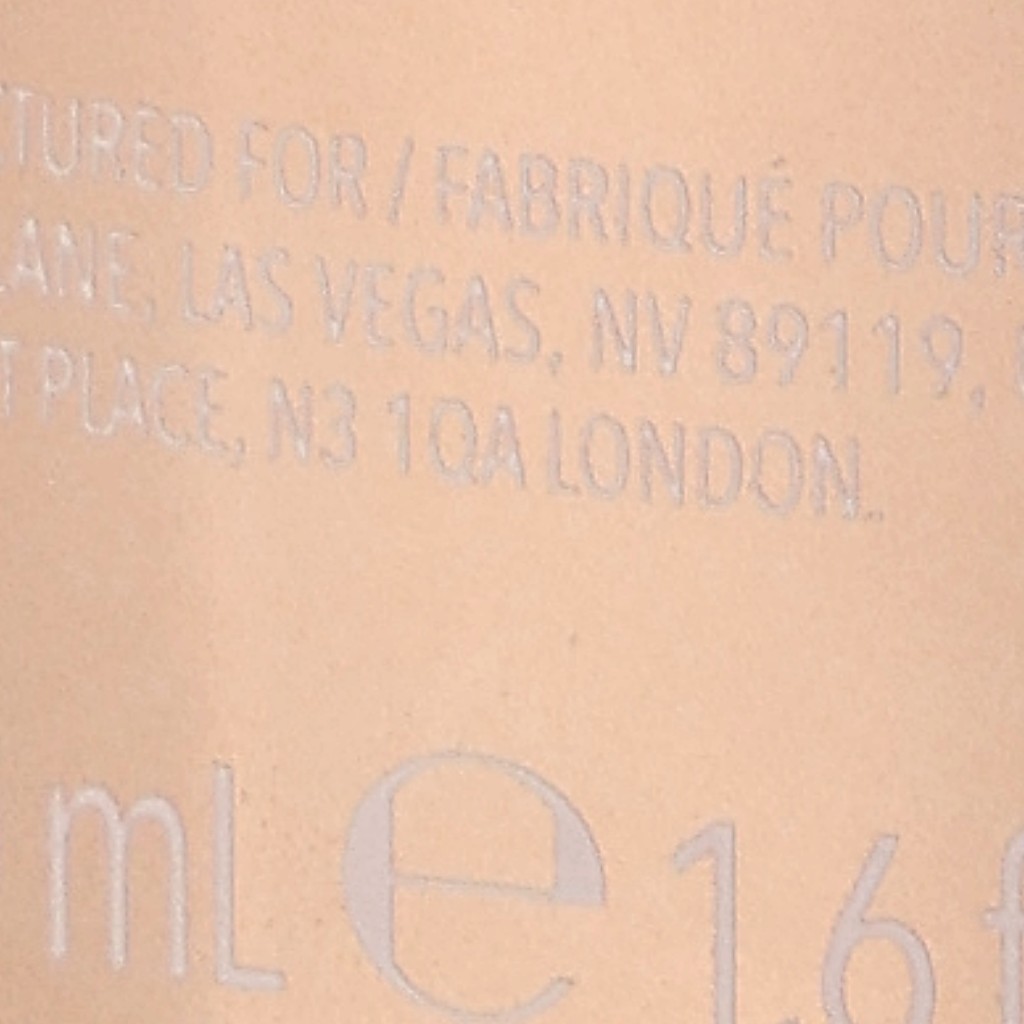 CTURED FOR / FABRIQUÉ POUR
LANE, LAS VEGAS, NV 89119,
T PLACE, N3 1QA LONDON..
mL e 1.6 f